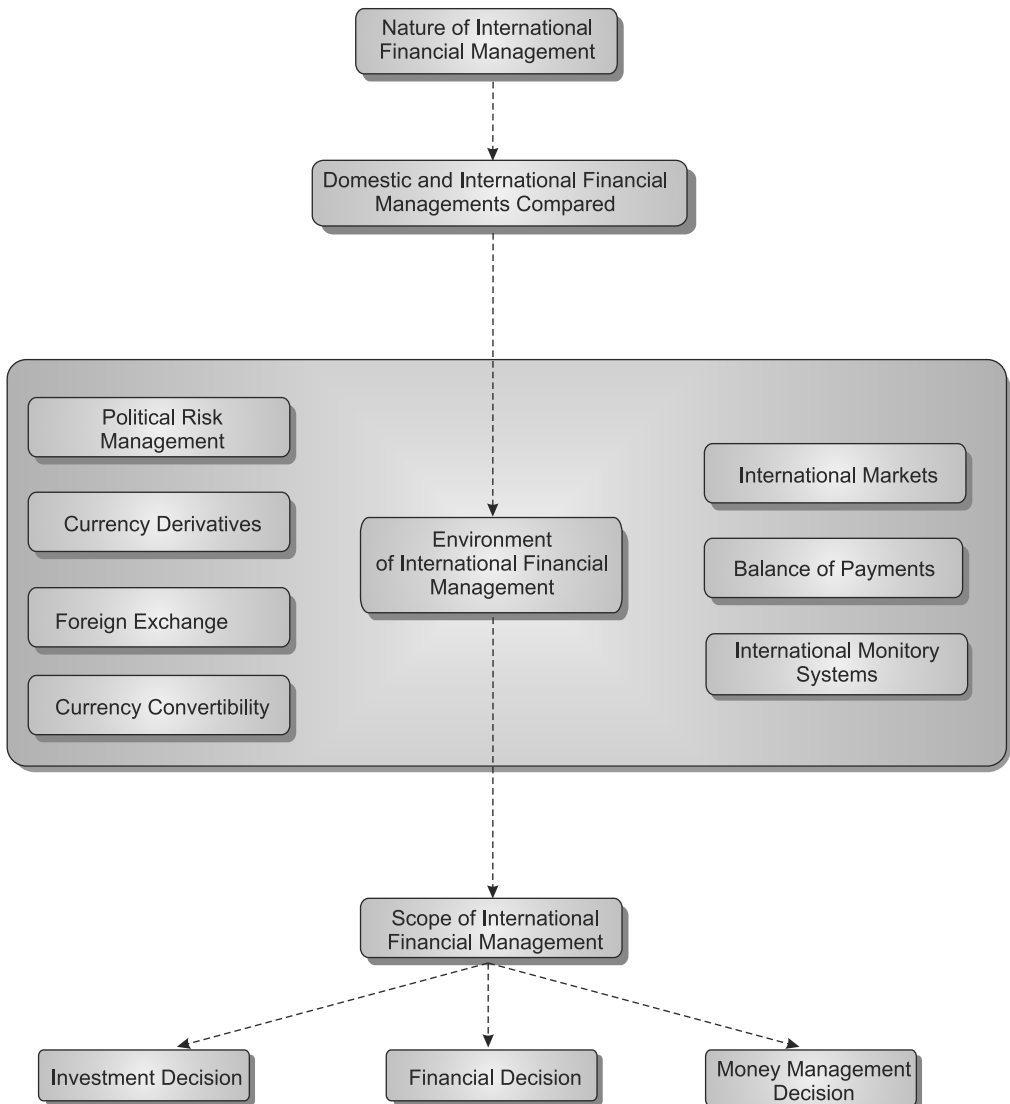 Nature of International
Financial Management
Domestic and International Financial
Managements Compared
Political Risk
Management
Currency Derivatives
Foreign Exchange
Currency Convertibility
Environment
of International Financial
Management
International Markets
Balance of Payments
International Monitory
Systems
Scope of International
Financial Management
Investment Decision
Financial Decision
Money Management
Decision